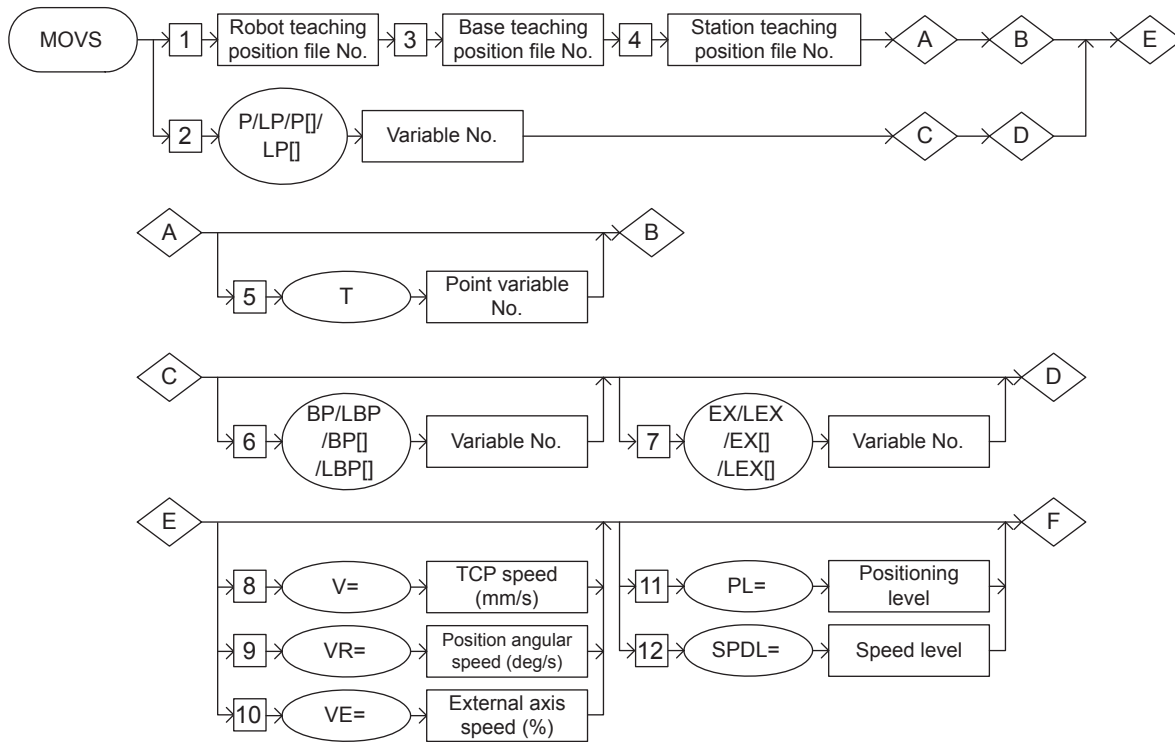 MOVS
1
Robot teaching
position file No.
3
Base teaching
position file No.
4
Station teaching
position file No.
A
B
E
2
P/LP/P[]/
LP[]
Variable No.
C
D
A
B
5
T
Point variable
No.
C
D
6
BP/LBP
/BP[]
/LBP[]
Variable No.
7
EX/LEX
/EX[]
/LEX[]
Variable No.
E
F
8
V=
TCP speed
(mm/s)
11
PL=
Positioning
level
9
VR=
Position angular
speed (deg/s)
12
SPDL=
Speed level
10
VE=
External axis
speed (%)